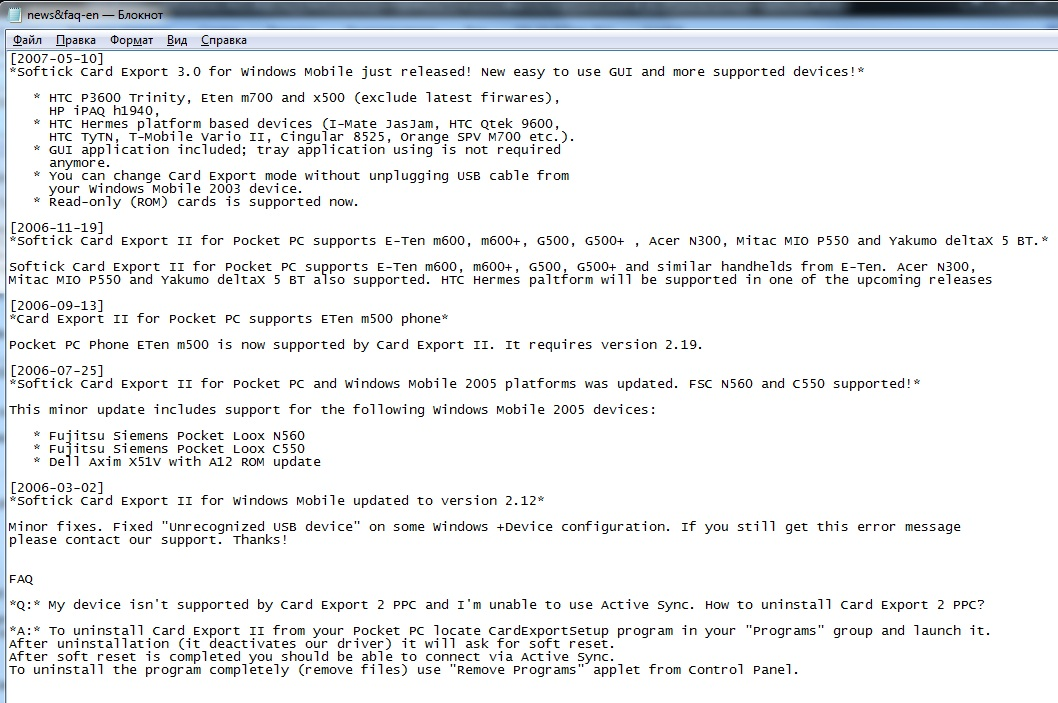 news&faq-en — Блокнот
Файл Правка Формат Вид Справка
[2007-05-10]
*Softick Card Export 3.0 for Windows Mobile just released! New easy to use GUI and more supported devices!*
* HTC P3600 Trinity, Eten m700 and x500 (exclude latest firwares),
HP iPAQ h1940,
* HTC Hermes platform based devices (I-Mate JasJam, HTC Qtek 9600,
HTC TyTN, T-Mobile Vario II, Cingular 8525, Orange SPV M700 etc.).
* GUI application included; tray application using is not required
anymore.
* You can change Card Export mode without unplugging USB cable from
your Windows Mobile 2003 device.
* Read-only (ROM) cards is supported now.
[2006-11-19]
*Softick Card Export II for Pocket PC supports E-Ten m600, m600+, G500, G500+ , Acer N300, Mitac MIO P550 and Yakumo deltaX 5 BT.*
Softick Card Export II for Pocket PC supports E-Ten m600, m600+, G500, G500+ and similar handhelds from E-Ten. Acer N300,
Mitac MIO P550 and Yakumo deltaX 5 BT also supported. HTC Hermes paltform will be supported in one of the upcoming releases
[2006-09-13]
*Card Export II for Pocket PC supports ETen m500 phone*
Pocket PC Phone ETen m500 is now supported by Card Export II. It requires version 2.19.
[2006-07-25]
*Softick Card Export II for Pocket PC and Windows Mobile 2005 platforms was updated. FSC N560 and C550 supported!*
This minor update includes support for the following Windows Mobile 2005 devices:
* Fujitsu Siemens Pocket Loox N560
* Fujitsu Siemens Pocket Loox C550
* Dell Axim X51V with A12 ROM update
[2006-03-02]
*Softick Card Export II for Windows Mobile updated to version 2.12*
Minor fixes. Fixed "Unrecognized USB device" on some Windows +Device configuration. If you still get this error message
please contact our support. Thanks!
FAQ
*Q:* My device isn't supported by Card Export 2 PPC and I'm unable to use Active Sync. How to uninstall Card Export 2 PPC?
*A:* To uninstall Card Export II from your Pocket PC locate CardExportSetup program in your "Programs" group and launch it.
After uninstallation (it deactivates our driver) it will ask for soft reset.
After soft reset is completed you should be able to connect via Active Sync.
To uninstall the program completely (remove files) use "Remove Programs" applet from Control Panel.